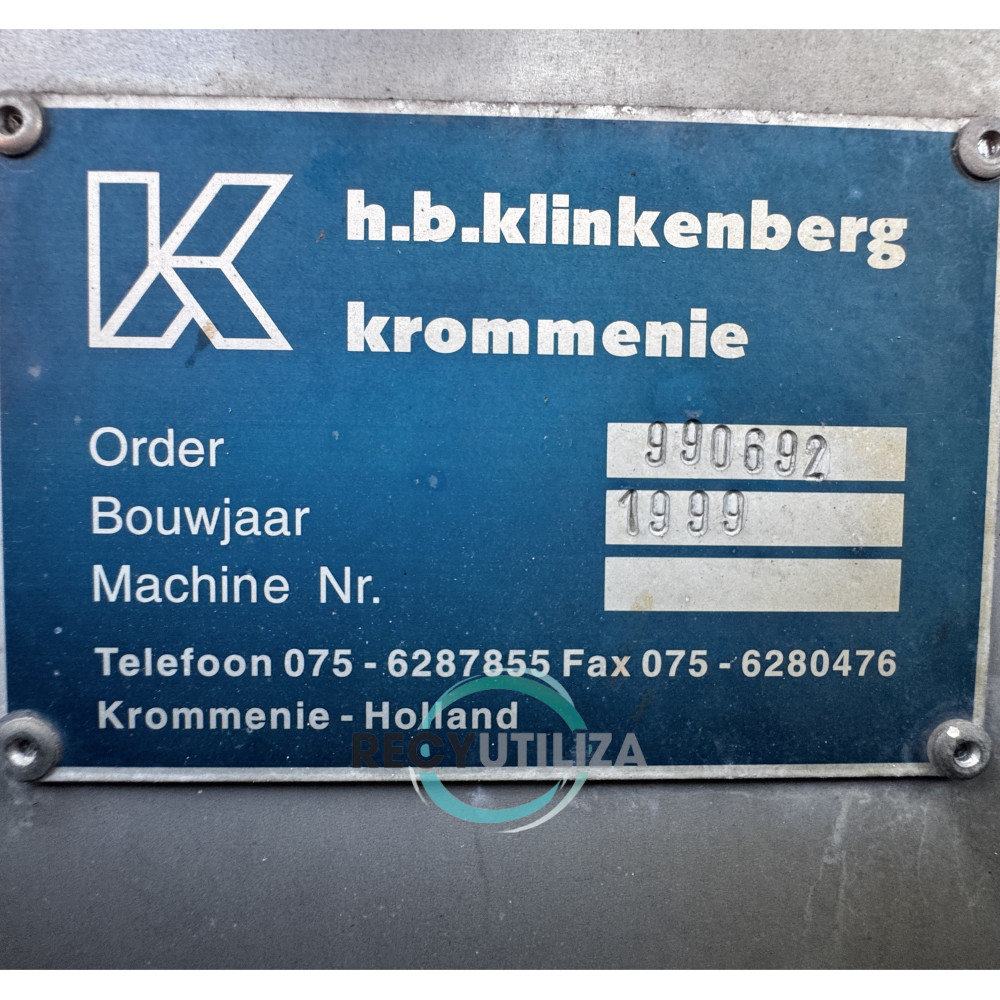 h.b.klinkenberg
krommenie
Order 990692
Bouwjaar 1999
Machine Nr.
Telefoon 075 - 6287855 Fax 075 - 6280476
Krommenie - Holland
RECYUTILIZA